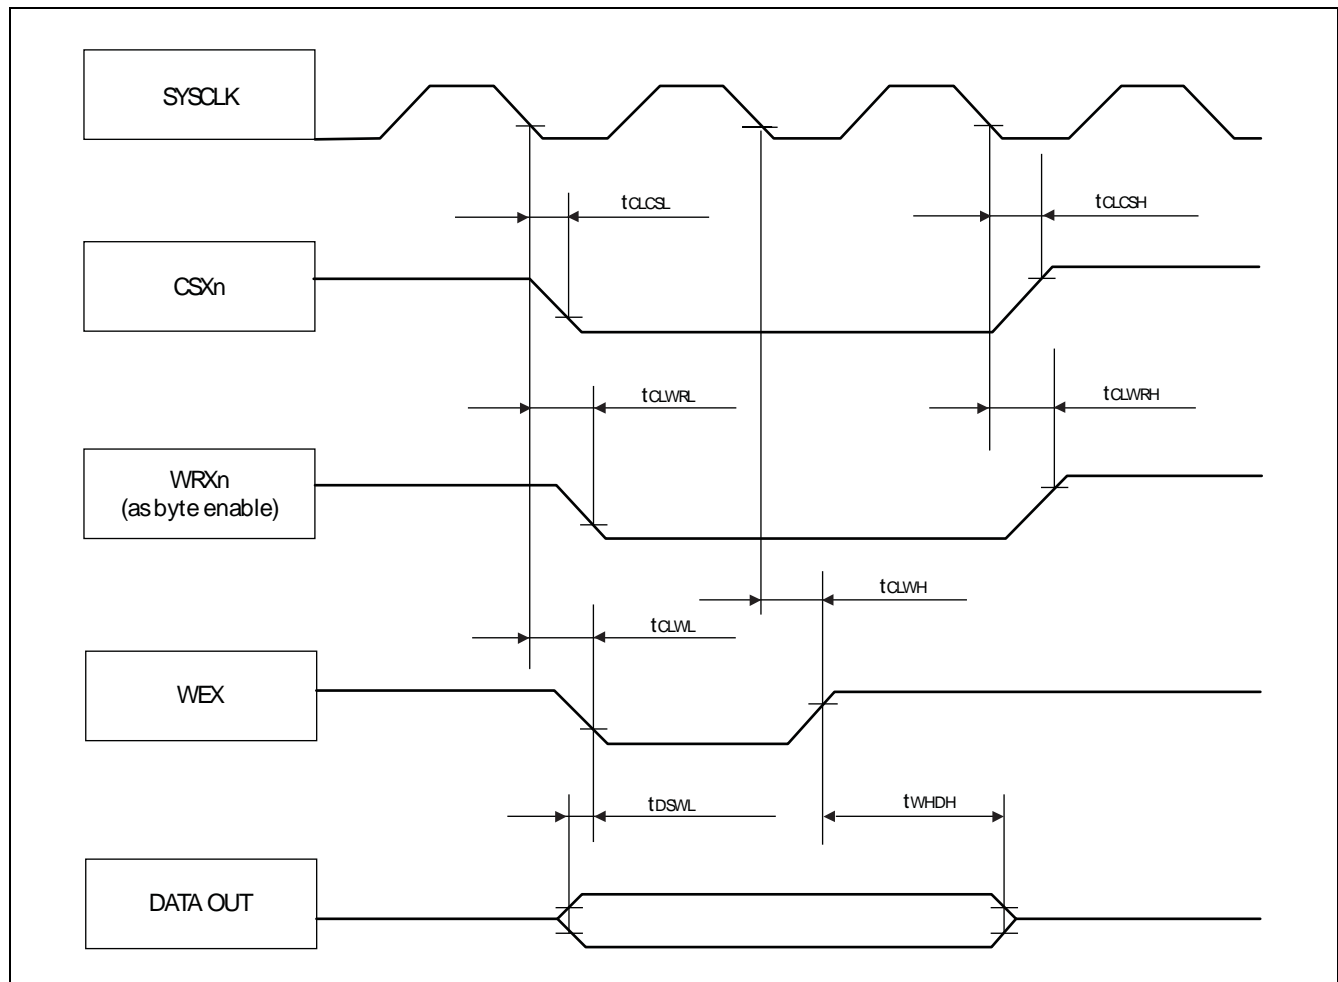 SYSCLK
tCLCSL
tCLCSH
CSXn
tCLWRL
tCLWRH
WRXn
(as byte enable)
tCLWH
tCLWL
WEX
tDSWL
tWHDH
DATA OUT